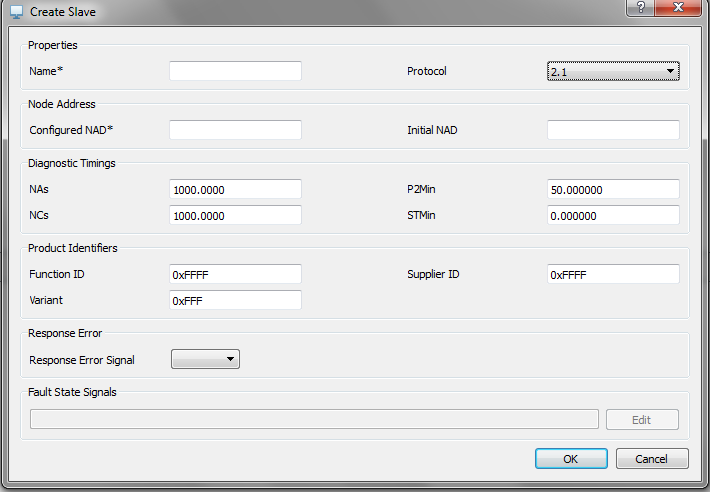 Create Slave
?
Properties
Name*
Protocol 2.1
Node Address
Configured NAD*
Initial NAD
Diagnostic Timings
NAs 1000.0000
P2Min 50.000000
NCs 1000.0000
STMin 0.000000
Product Identifiers
Function ID 0xFFFF
Supplier ID 0xFFFF
Variant 0xFFF
Response Error
Response Error Signal
Fault State Signals
Edit
OK
Cancel